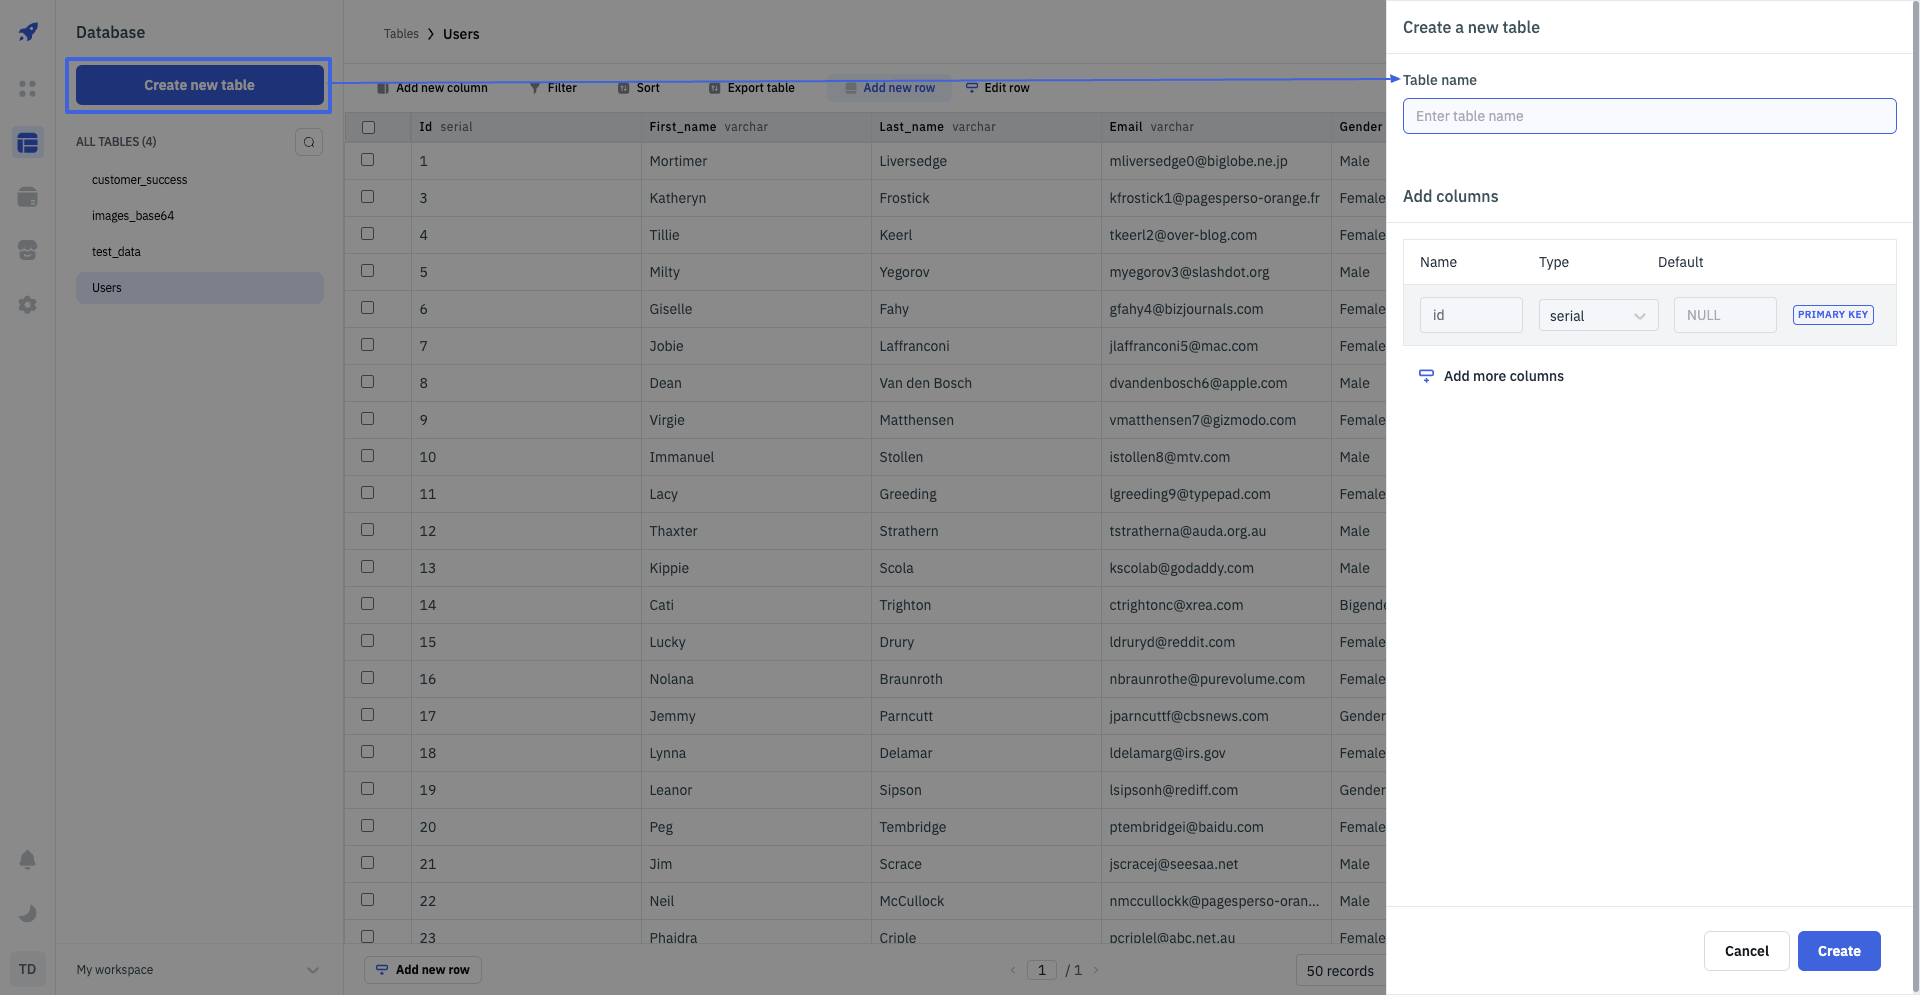 Database
Create new table
ALL TABLES (4)
customer_success
images_base64
test_data
Users
TD
My workspace
Tables Users
Add new column Filter Sort Export table Add new row Edit row
Id serial First_name varchar Last_name varchar Email varchar Gender
1 Mortimer Liversedge mliversedge0@biglobe.ne.jp Male
3 Katheryn Frostick kfrostick1@pagesperso-orange.fr Female
4 Tillie Keerl tkeerl2@over-blog.com Female
5 Milty Yegorov myegorov3@slashdot.org Male
6 Giselle Fahy gfahy4@bizjournals.com Female
7 Jobie Laffranconi jlaffranconi5@mac.com Female
8 Dean Van den Bosch dvandenbosch6@apple.com Male
9 Virgie Matthensen vmatthensen7@gizmodo.com Female
10 Immanuel Stollen istollen8@mtv.com Male
11 Lacy Greeding lgreeding9@typepad.com Female
12 Thaxter Strathern tstratherna@auda.org.au Male
13 Kippie Scola kscolab@godaddy.com Male
14 Cati Trighton ctrightonc@xrea.com Bigende
15 Lucky Drury ldruryd@reddit.com Female
16 Nolana Braunroth nbraunrothe@purevolume.com Female
17 Jemmy Parncutt jparncuttf@cbsnews.com Gender
18 Lynna Delamar ldelamarg@irs.gov Female
19 Leanor Sipson lsipsonh@rediff.com Gender
20 Peg Tembridge ptembridgei@baidu.com Female
21 Jim Scrace jscracej@seesaa.net Male
22 Neil McCullock nmccullockk@pagesperso-oran... Male
23 Phaidra Criple pcriplel@abc.net.au Female
Add new row
1 / 1
50 records
Create a new table
Table name
Enter table name
Add columns
Name Type Default
id serial NULL PRIMARY KEY
Add more columns
Cancel Create